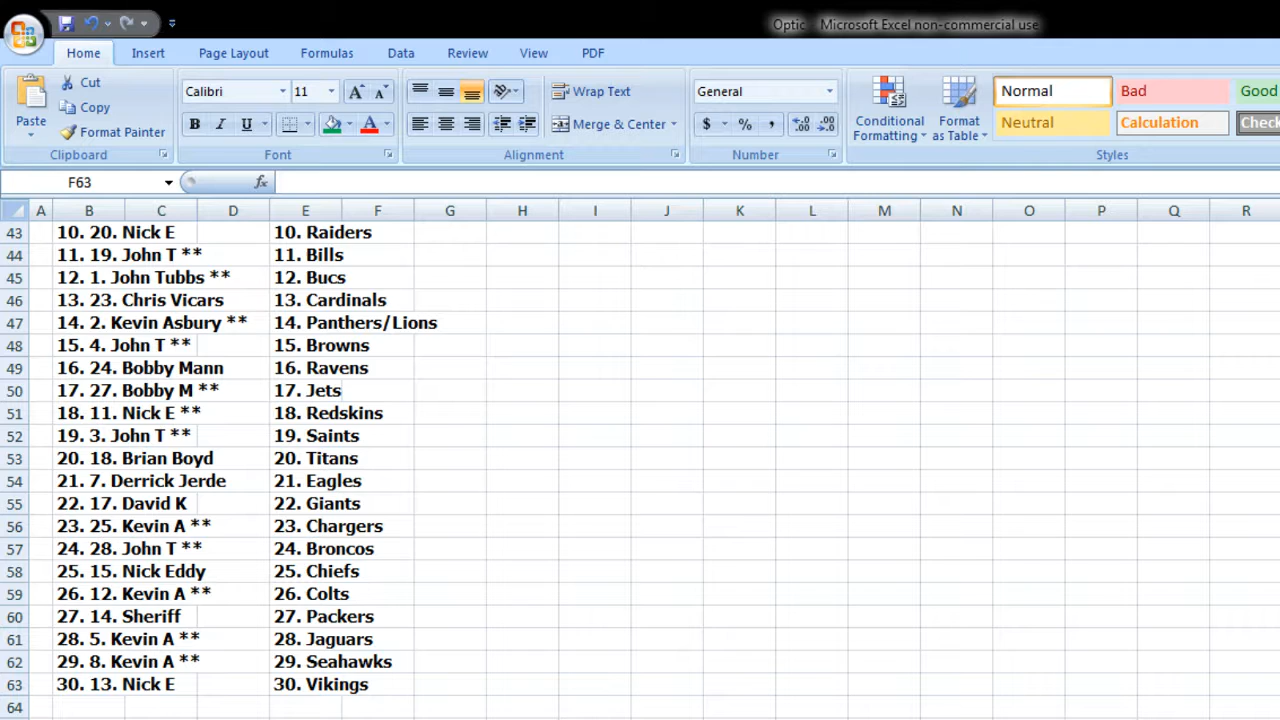 Optic - Microsoft Excel non-commercial use
Home Insert Page Layout Formulas Data Review View PDF
Paste
Cut
Copy
Format Painter
Clipboard
Calibri 11 A A
B I U A
Font
Wrap Text
Merge & Center
Alignment
General
$ % ,
Number
Conditional Formatting
Format as Table
Normal Bad Good
Neutral Calculation Check
Styles
F63 fx
A B C D E F G H I J K L M N O P Q R
43 10. 20. Nick E 10. Raiders
44 11. 19. John T ** 11. Bills
45 12. 1. John Tubbs ** 12. Bucs
46 13. 23. Chris Vicars 13. Cardinals
47 14. 2. Kevin Asbury ** 14. Panthers/Lions
48 15. 4. John T ** 15. Browns
49 16. 24. Bobby Mann 16. Ravens
50 17. 27. Bobby M ** 17. Jets
51 18. 11. Nick E ** 18. Redskins
52 19. 3. John T ** 19. Saints
53 20. 18. Brian Boyd 20. Titans
54 21. 7. Derrick Jerde 21. Eagles
55 22. 17. David K 22. Giants
56 23. 25. Kevin A ** 23. Chargers
57 24. 28. John T ** 24. Broncos
58 25. 15. Nick Eddy 25. Chiefs
59 26. 12. Kevin A ** 26. Colts
60 27. 14. Sheriff 27. Packers
61 28. 5. Kevin A ** 28. Jaguars
62 29. 8. Kevin A ** 29. Seahawks
63 30. 13. Nick E 30. Vikings
64